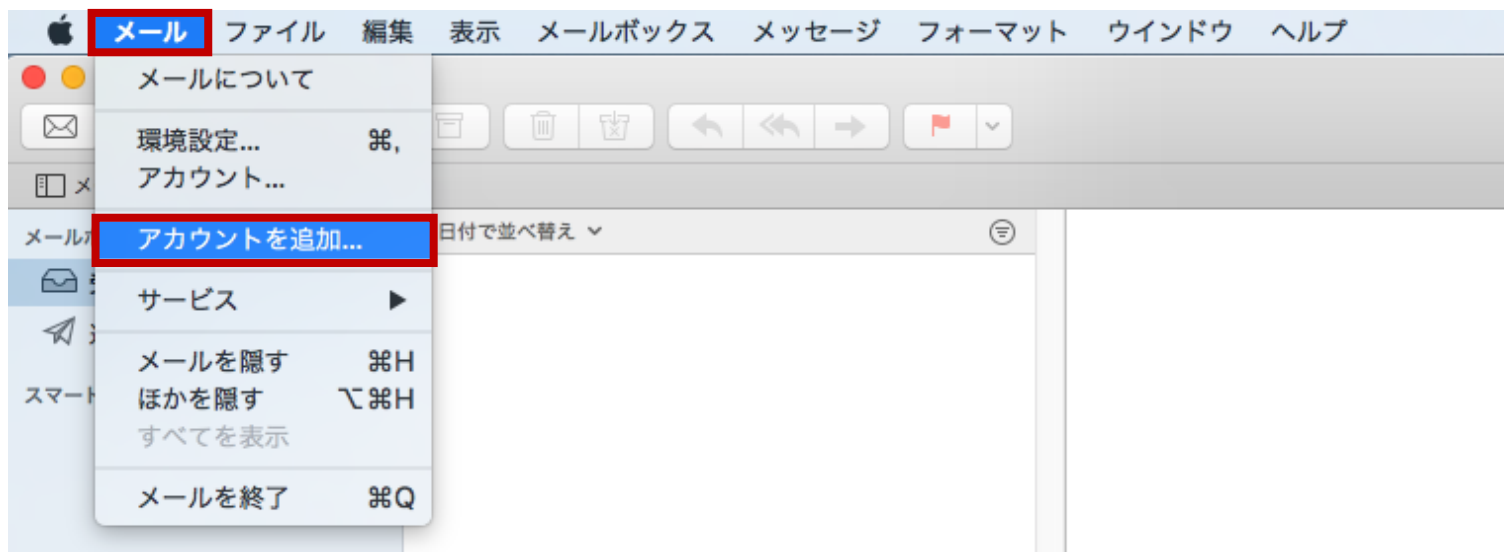 メール ファイル 編集 表示 メールボックス メッセージ フォーマット ウインドウ ヘルプ
メールについて
環境設定... ⌘,
アカウント...
アカウントを追加...
日付で並べ替え
サービス ▶
メールを隠す ⌘H
ほかを隠す ⌥⌘H
すべてを表示
メールを終了 ⌘Q
メ
メール
スマート